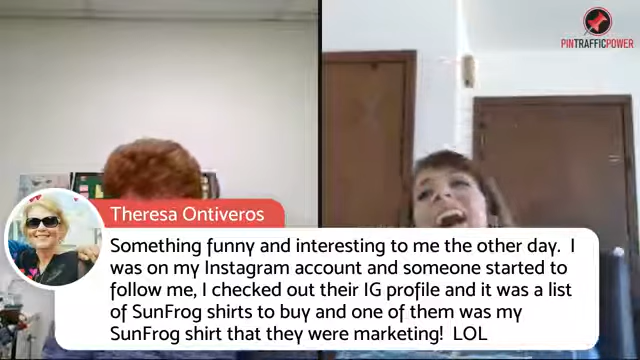 PINTRAFFICPOWER
Theresa Ontiveros
Something funny and interesting to me the other day. I
was on my Instagram account and someone started to
follow me, I checked out their IG profile and it was a list
of SunFrog shirts to buy and one of them was my
SunFrog shirt that they were marketing! LOL